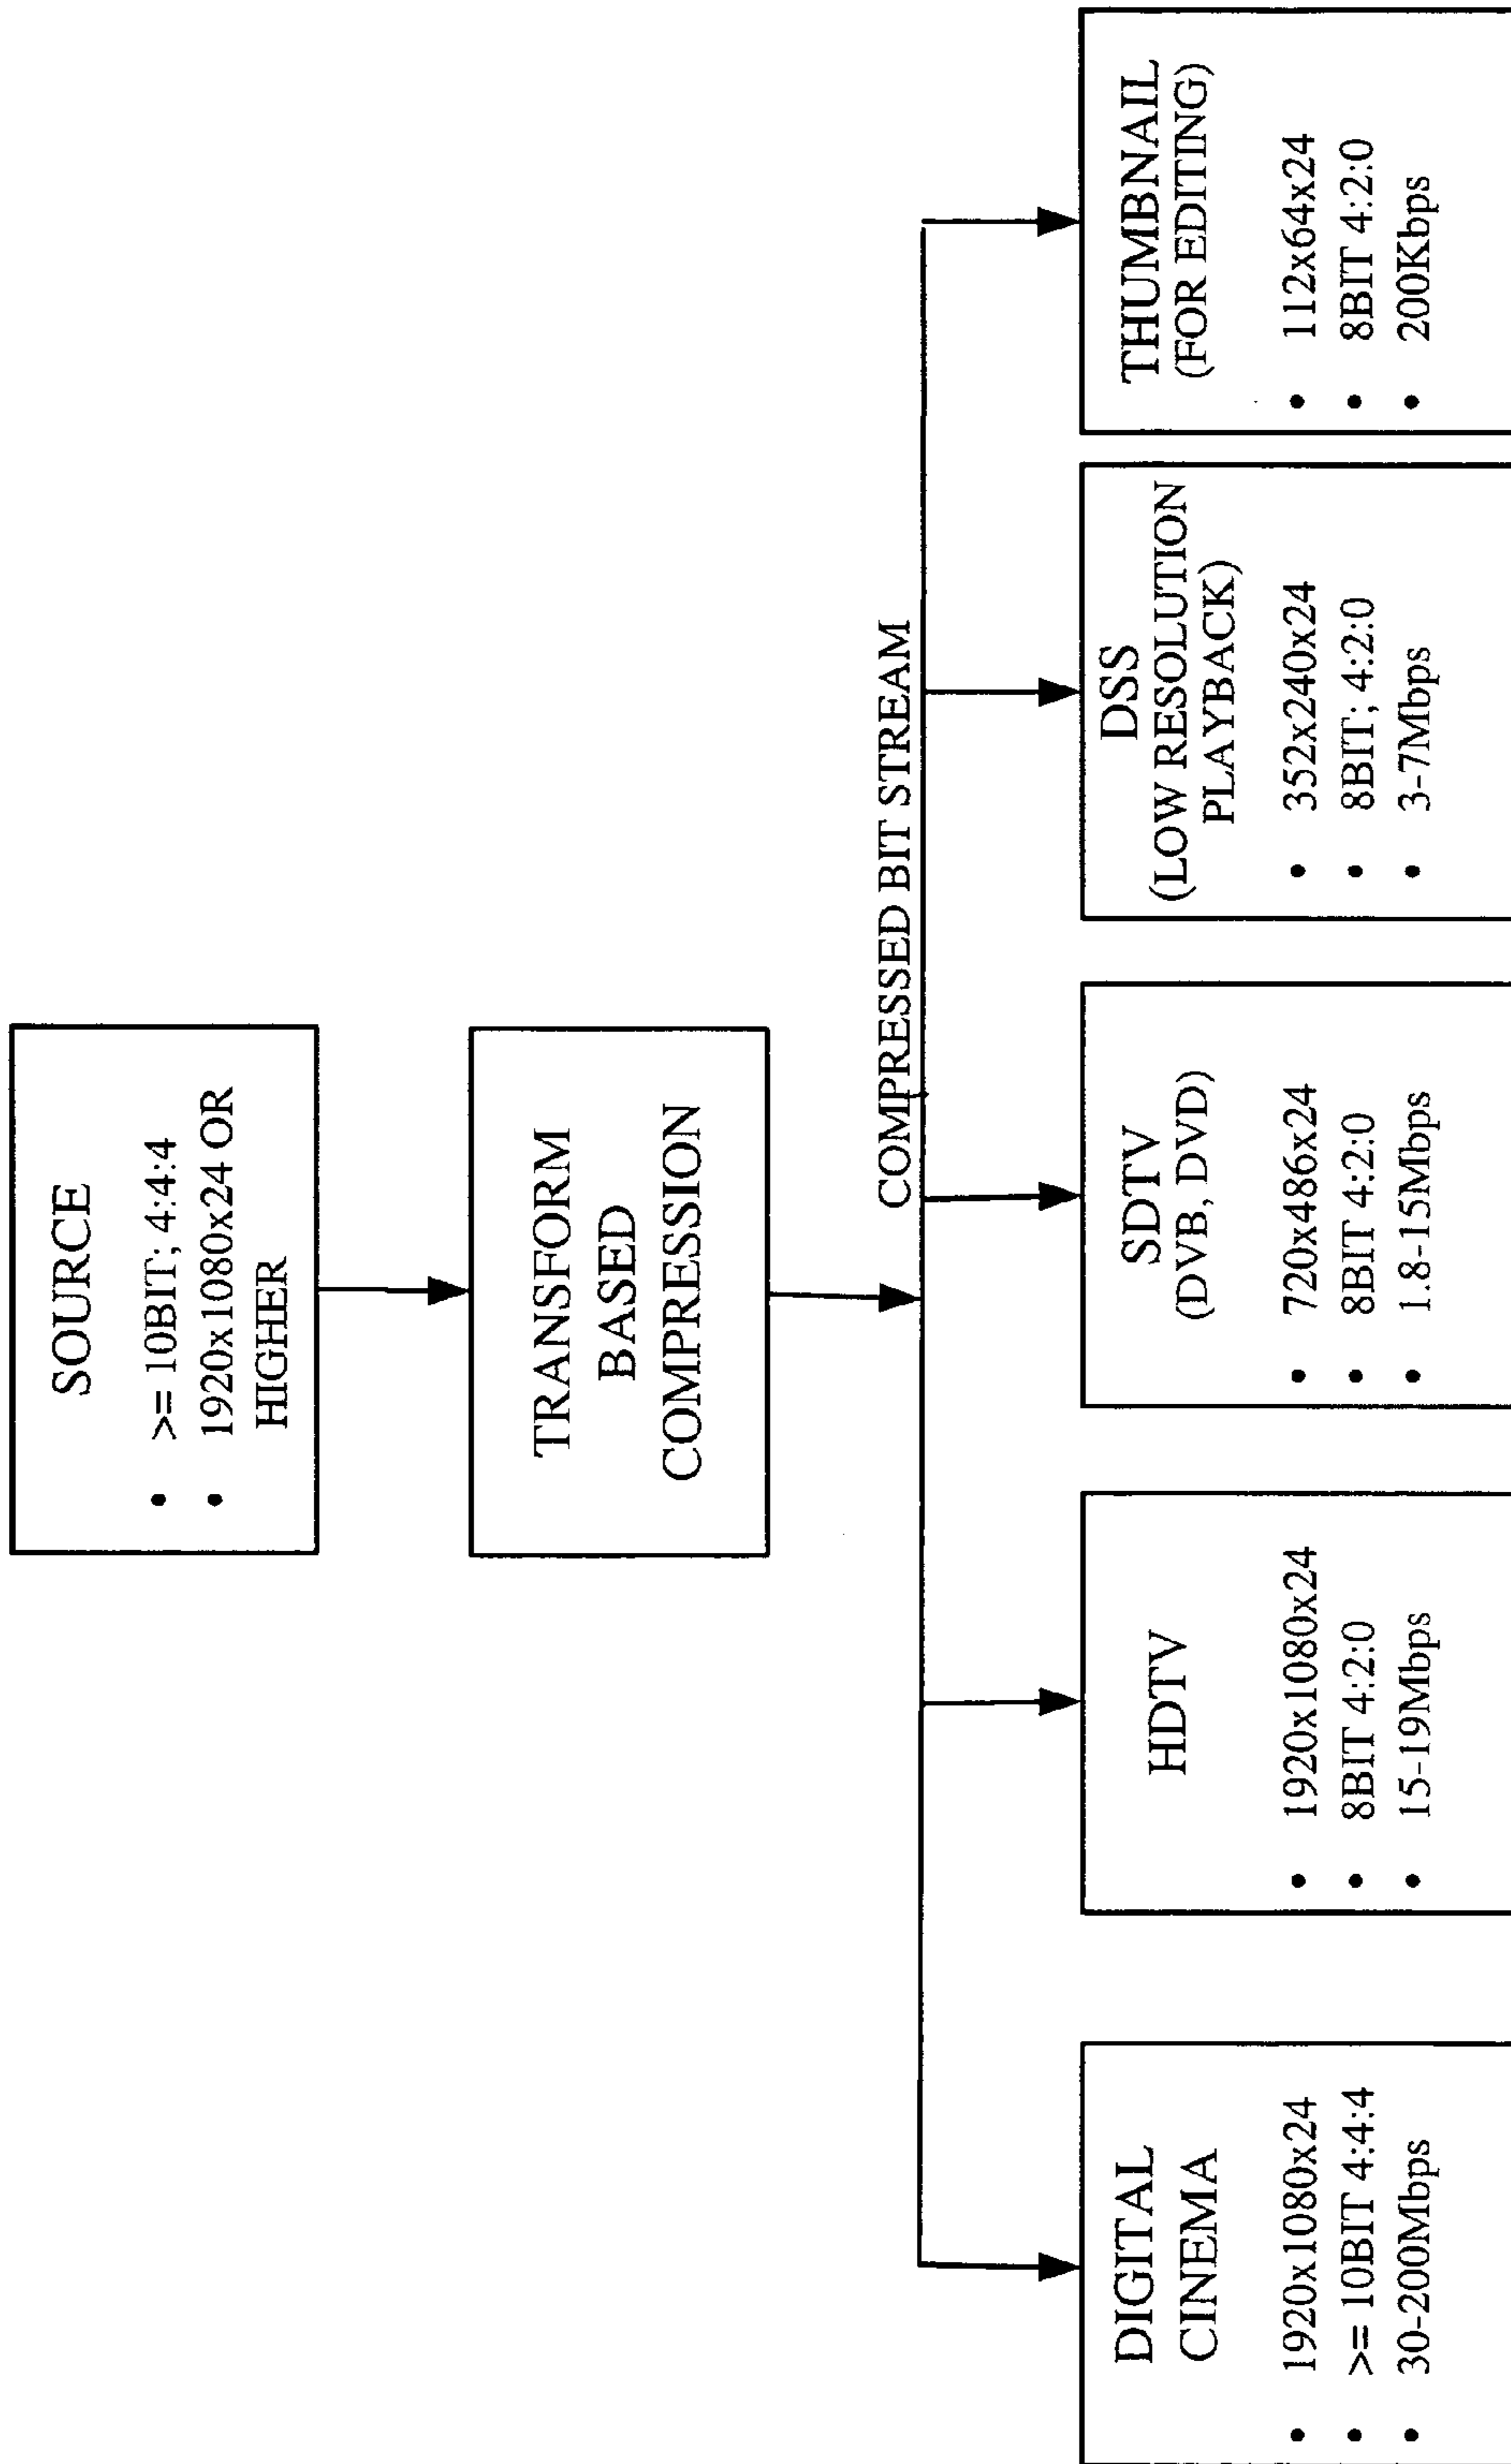 SOURCE
• >= 10BIT; 4:4:4
• 1920x1080x24 OR
HIGHER
TRANSFORM
BASED
COMPRESSION
COMPRESSED BIT STREAM
DIGITAL
CINEMA
• 1920x1080x24
• >= 10BIT 4:4:4
• 30-200Mbps
HDTV
• 1920x1080x24
• 8BIT 4:2:0
• 15-19Mbps
SDTV
(DVB, DVD)
• 720x486x24
• 8BIT 4:2:0
• 1.8-15Mbps
DSS
(LOW RESOLUTION
PLAYBACK)
• 352x240x24
• 8BIT; 4:2:0
• 3-7Mbps
THUMBNAIL
(FOR EDITING)
• 112x64x24
• 8BIT 4:2:0
• 200Kbps